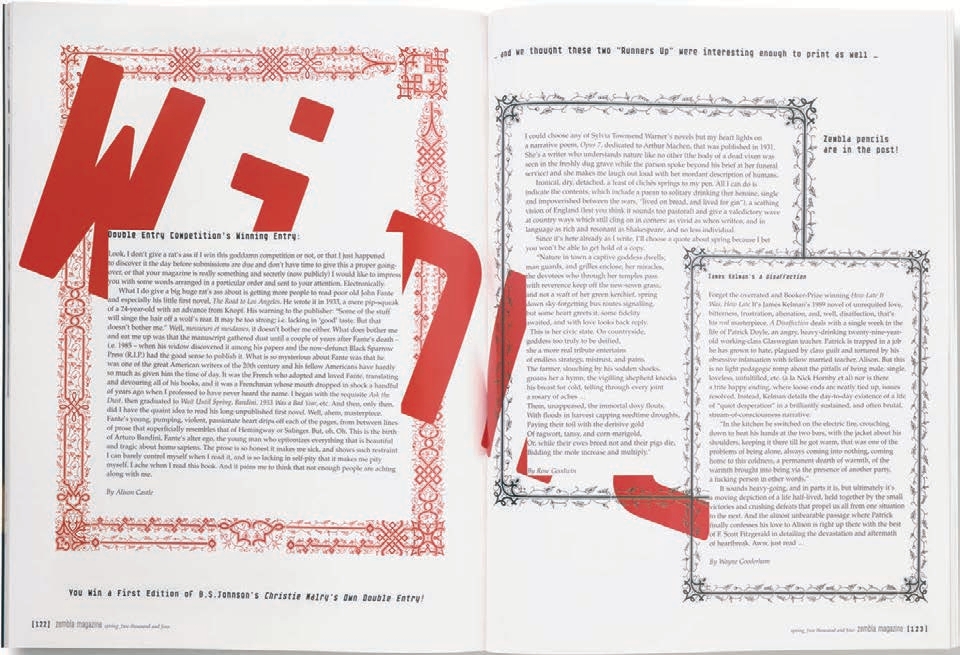 Win
Double Entry Competition's Winning Entry:
Look, I don't give a rat's ass if I win this goddamn competition or not, or that I just happened
to discover it the day before submissions are due and don't have time to give this a proper going-
over, or that your magazine is really something and secretly (now publicly) I would like to impress
you with some words arranged in a particular order and sent to your attention. Electronically.
What I do give a big huge rat's ass about is getting more people to read poor old John Fante
and especially his little first novel, The Road to Los Angeles. He wrote it in 1933, a mere pip-squeak
of a 24-year-old with an advance from Knopf. His warning to the publisher: "Some of the stuff
will singe the hair off a wolf's rear. It may be too strong; i.e. lacking in 'good' taste. But that
doesn't bother me." Well, messieurs et mesdames, it doesn't bother me either. What does bother me
and eat me up was that the manuscript gathered dust until a couple of years after Fante's death –
i.e. 1985 – when his widow discovered it among his papers and the now-defunct Black Sparrow
Press (R.I.P.) had the good sense to publish it. What is so mysterious about Fante was that he
was one of the great American writers of the 20th century and his fellow Americans have hardly
so much as given him the time of day. It was the French who adopted and loved Fante, translating
and devouring all of his books, and it was a Frenchman whose mouth dropped in shock a handful
of years ago when I professed to have never heard the name. I began with the requisite Ask the
Dust, then graduated to Wait Until Spring, Bandini, 1933 Was a Bad Year, etc. And then, only then,
did I have the quaint idea to read his long unpublished first novel. Well, ahem, masterpiece.
Fante's young, pumping, violent, passionate heart drips off each of the pages, from between lines
of prose that superficially resembles that of Hemingway or Salinger. But, oh. Oh. This is the birth
of Arturo Bandini, Fante's alter ego, the young man who epitomizes everything that is beautiful
and tragic about homo sapiens. The prose is so honest it makes me sick, and shows such restraint
I can barely control myself when I read it, and is so lacking in self-pity that it makes me pity
myself. I ache when I read this book. And it pains me to think that not enough people are aching
along with me.
By Alison Castle
You Win a First Edition of B.S.Johnson's Christie Malry's Own Double Entry!
[122] zembla magazine spring two thousand and four
… and we thought these two "Runners Up" were interesting enough to print as well …
Zembla pencils
are in the post!
I could choose any of Sylvia Townsend Warner's novels but my heart lights on
a narrative poem, Opus 7, dedicated to Arthur Machen, that was published in 1931.
She's a writer who understands nature like no other (the body of a dead vixen was
seen in the freshly dug grave while the parson spoke beyond his brief at her funeral
service) and she makes me laugh out loud with her mordant description of humans.
Ironical, dry, detached, a feast of clichés springs to my pen. All I can do is
indicate the contents, which include a paean to solitary drinking (her heroine, single
and impoverished between the wars, "lived on bread, and lived for gin"), a scathing
vision of England (lest you think it sounds too pastoral) and give a valedictory wave
at country ways which still cling on in corners: as vivid as when written, and in
language as rich and resonant as Shakespeare, and no less individual.
Since it's here already as I write, I'll choose a quote about spring because I bet
you won't be able to get hold of a copy.
"Nature in town a captive goddess dwells,
man guards, and grilles enclose, her miracles,
she devotees who through her temples pass
with reverence keep off the new-sown grass,
and not a waft of her green kerchief, spring
down sky-forgetting bus routes signalling,
but some heart greets it, some fidelity
awaited, and with love looks back reply.
This is her civic state. On countryside,
goddess too truly to be deified,
she a more real tribute entertains
of endless strategy, mistrust, and pains.
The farmer, slouching by his sodden shocks,
groans her a hymn, the vigilling shepherd knocks
his breast for cold, telling through every joint
a rosary of aches …
Then, unappeased, the immortal dowy flouts,
With floods in harvest capping seedtime droughts,
Paying their toil with the derisive gold
Of ragwort, tansy, and corn-marigold,
Or, while their ewes breed not and their pigs die,
Bidding the mole increase and multiply."
By Rose Goodwin
James Kelman's a Disaffection
Forget the overrated and Booker-Prize winning How Late It
Was, How Late. It's James Kelman's 1989 novel of unrequited love,
bitterness, frustration, alienation, and, well, disaffection, that's
his real masterpiece. A Disaffection deals with a single week in the
life of Patrick Doyle, an angry, heavy-drinking twenty-nine-year-
old working-class Glaswegian teacher. Patrick is trapped in a job
he has grown to hate, plagued by class guilt and tortured by his
obsessive infatuation with fellow married teacher, Alison. But this
is no light pedagogic romp about the pitfalls of being male, single,
loveless, unfulfilled, etc. (à la Nick Hornby et al) nor is there
a trite happy ending, where loose ends are neatly tied up, issues
resolved. Instead, Kelman details the day-to-day existence of a life
of "quiet desperation" in a brilliantly sustained, and often brutal,
stream-of-consciousness narrative:
"In the kitchen he switched on the electric fire, crouching
down to heat his hands at the two bars, with the jacket about his
shoulders, keeping it there till he got warm, that was one of the
problems of being alone, always coming into nothing, coming
home to this coldness, a permanent dearth of warmth, of the
warmth brought into being via the presence of another party,
a fucking person in other words."
It sounds heavy-going, and in parts it is, but ultimately it's
a moving depiction of a life half-lived, held together by the small
victories and crushing defeats that propel us all from one situation
to the next. And the almost unbearable passage where Patrick
finally confesses his love to Alison is right up there with the best
of F. Scott Fitzgerald in detailing the devastation and aftermath
of heartbreak. Aww, just read …
By Wayne Gooderham
spring two thousand and four zembla magazine [123]